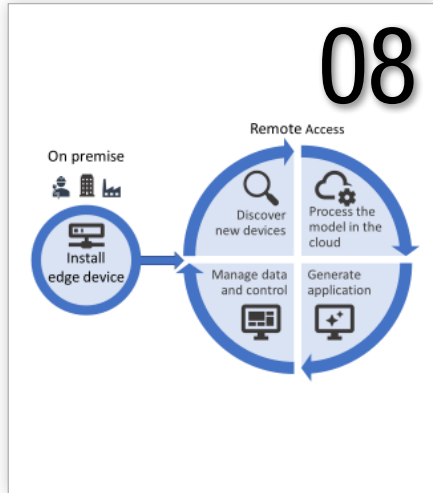 08
Remote Access
On premise
Install
edge device
Discover
new devices
Process the
model in the
cloud
Manage data
and control
Generate
application